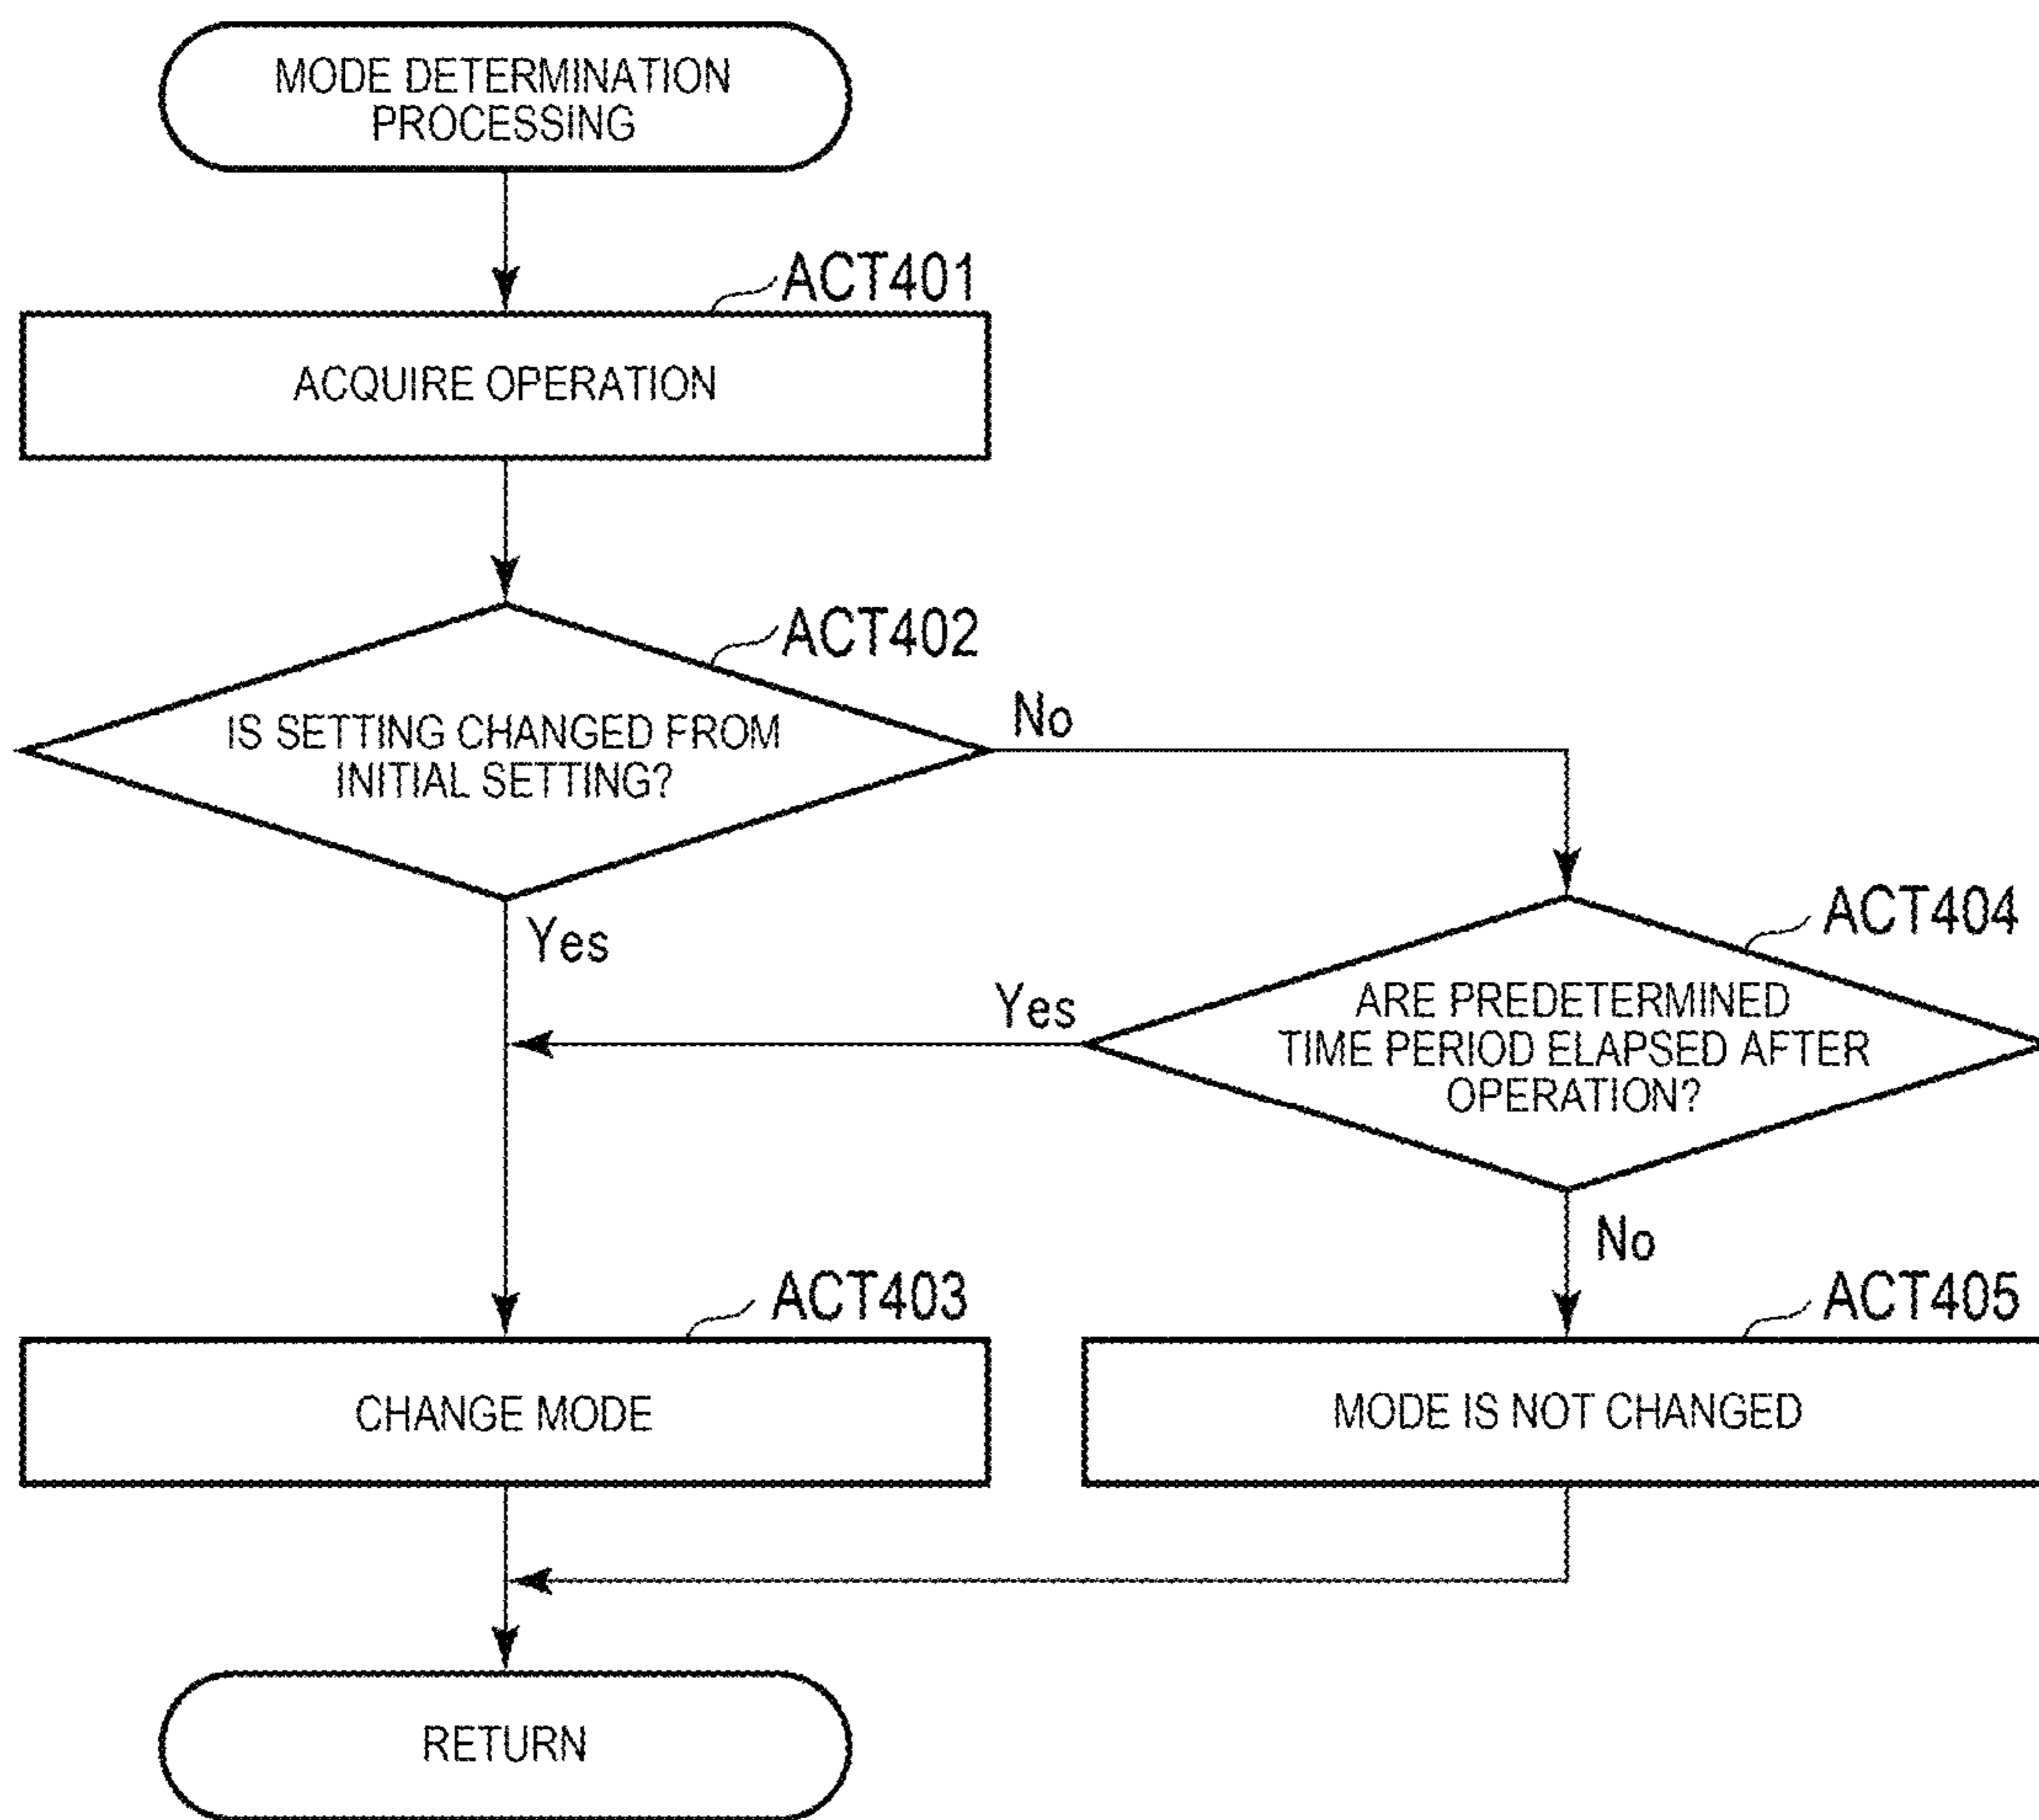 MODE DETERMINATION
PROCESSING
ACT401
ACQUIRE OPERATION
ACT402
IS SETTING CHANGED FROM
INITIAL SETTING?
No
Yes
ACT404
ARE PREDETERMINED
TIME PERIOD ELAPSED AFTER
OPERATION?
Yes
No
ACT403
CHANGE MODE
ACT405
MODE IS NOT CHANGED
RETURN